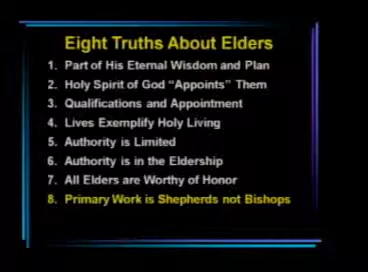 Eight Truths About Elders
1. Part of His Eternal Wisdom and Plan
2. Holy Spirit of God “Appoints” Them
3. Qualifications and Appointment
4. Lives Exemplify Holy Living
5. Authority is Limited
6. Authority is in the Eldership
7. All Elders are Worthy of Honor
8. Primary Work is Shepherds not Bishops